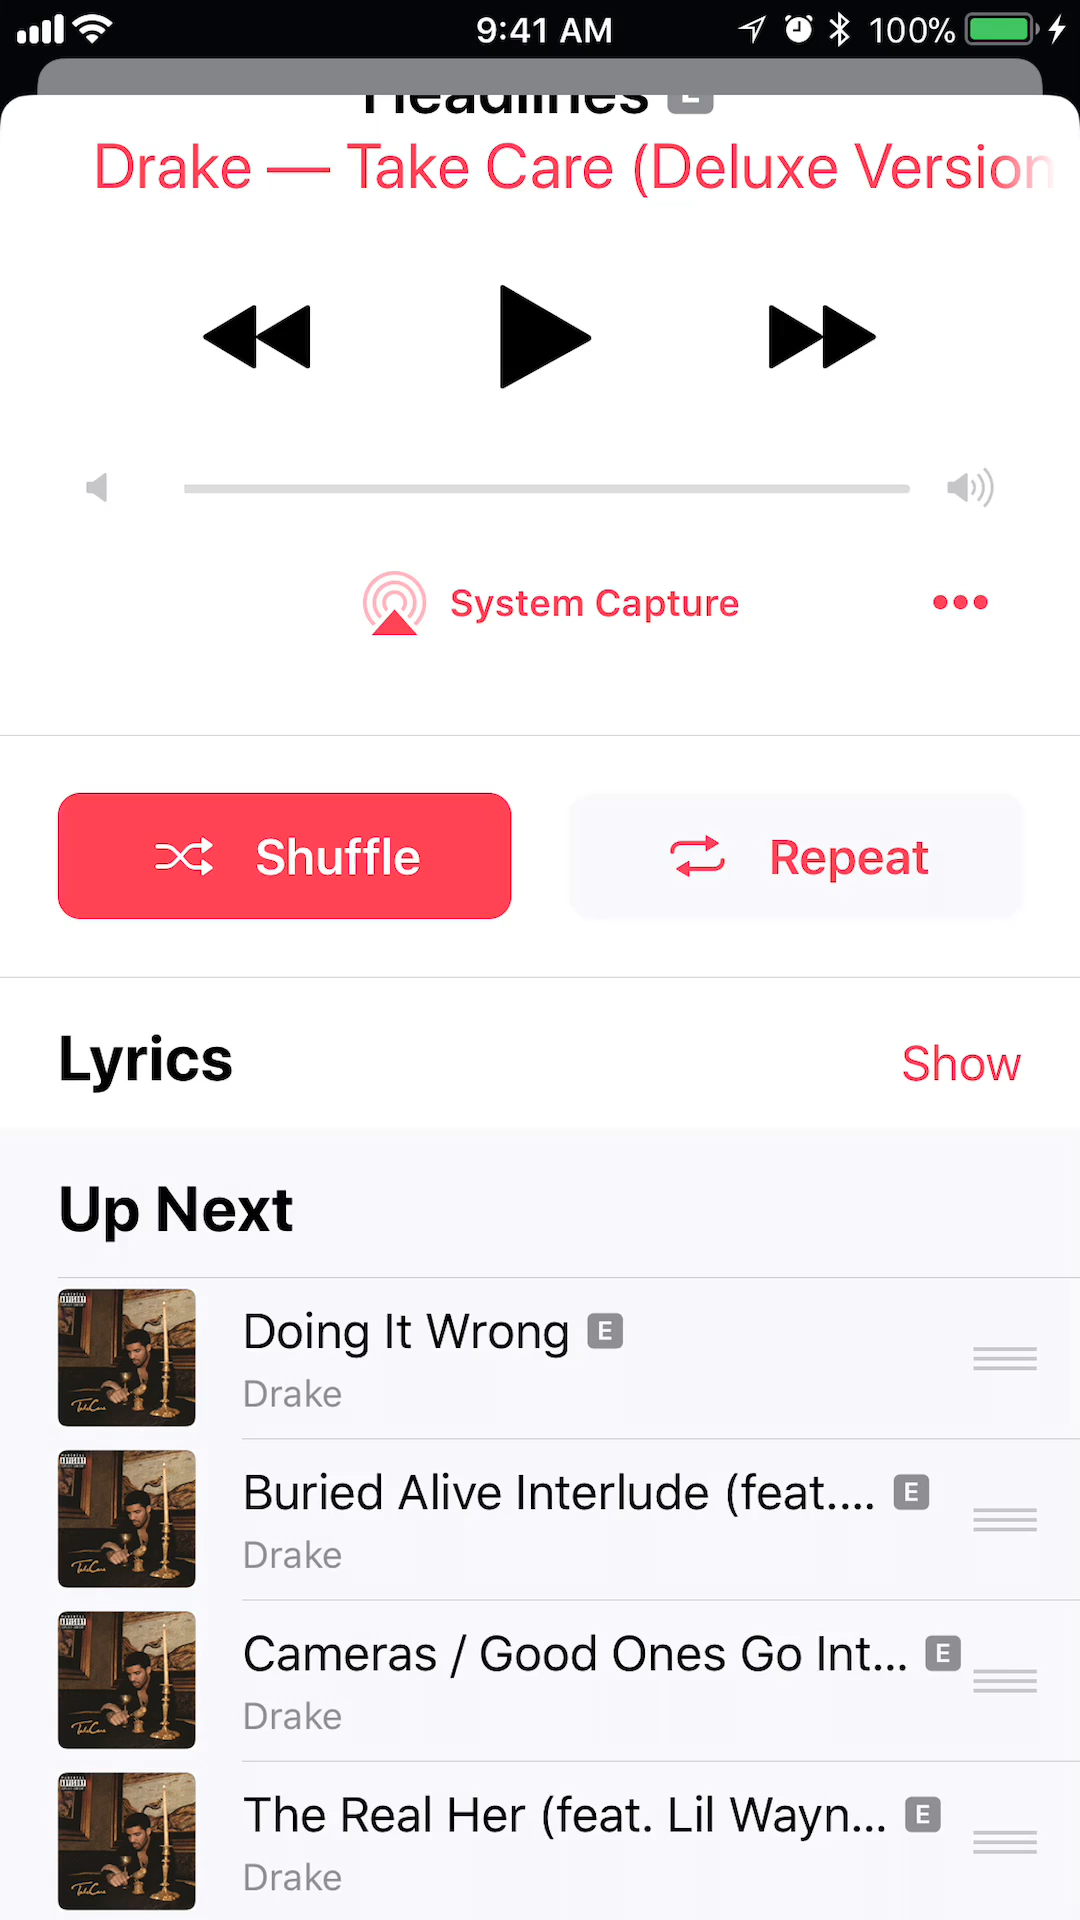 9:41 AM 100%
Headlines E
Drake — Take Care (Deluxe Version
System Capture
Shuffle
Repeat
Lyrics
Show
Up Next
Doing It Wrong E
Drake
Buried Alive Interlude (feat.... E
Drake
Cameras / Good Ones Go Int... E
Drake
The Real Her (feat. Lil Wayn... E
Drake